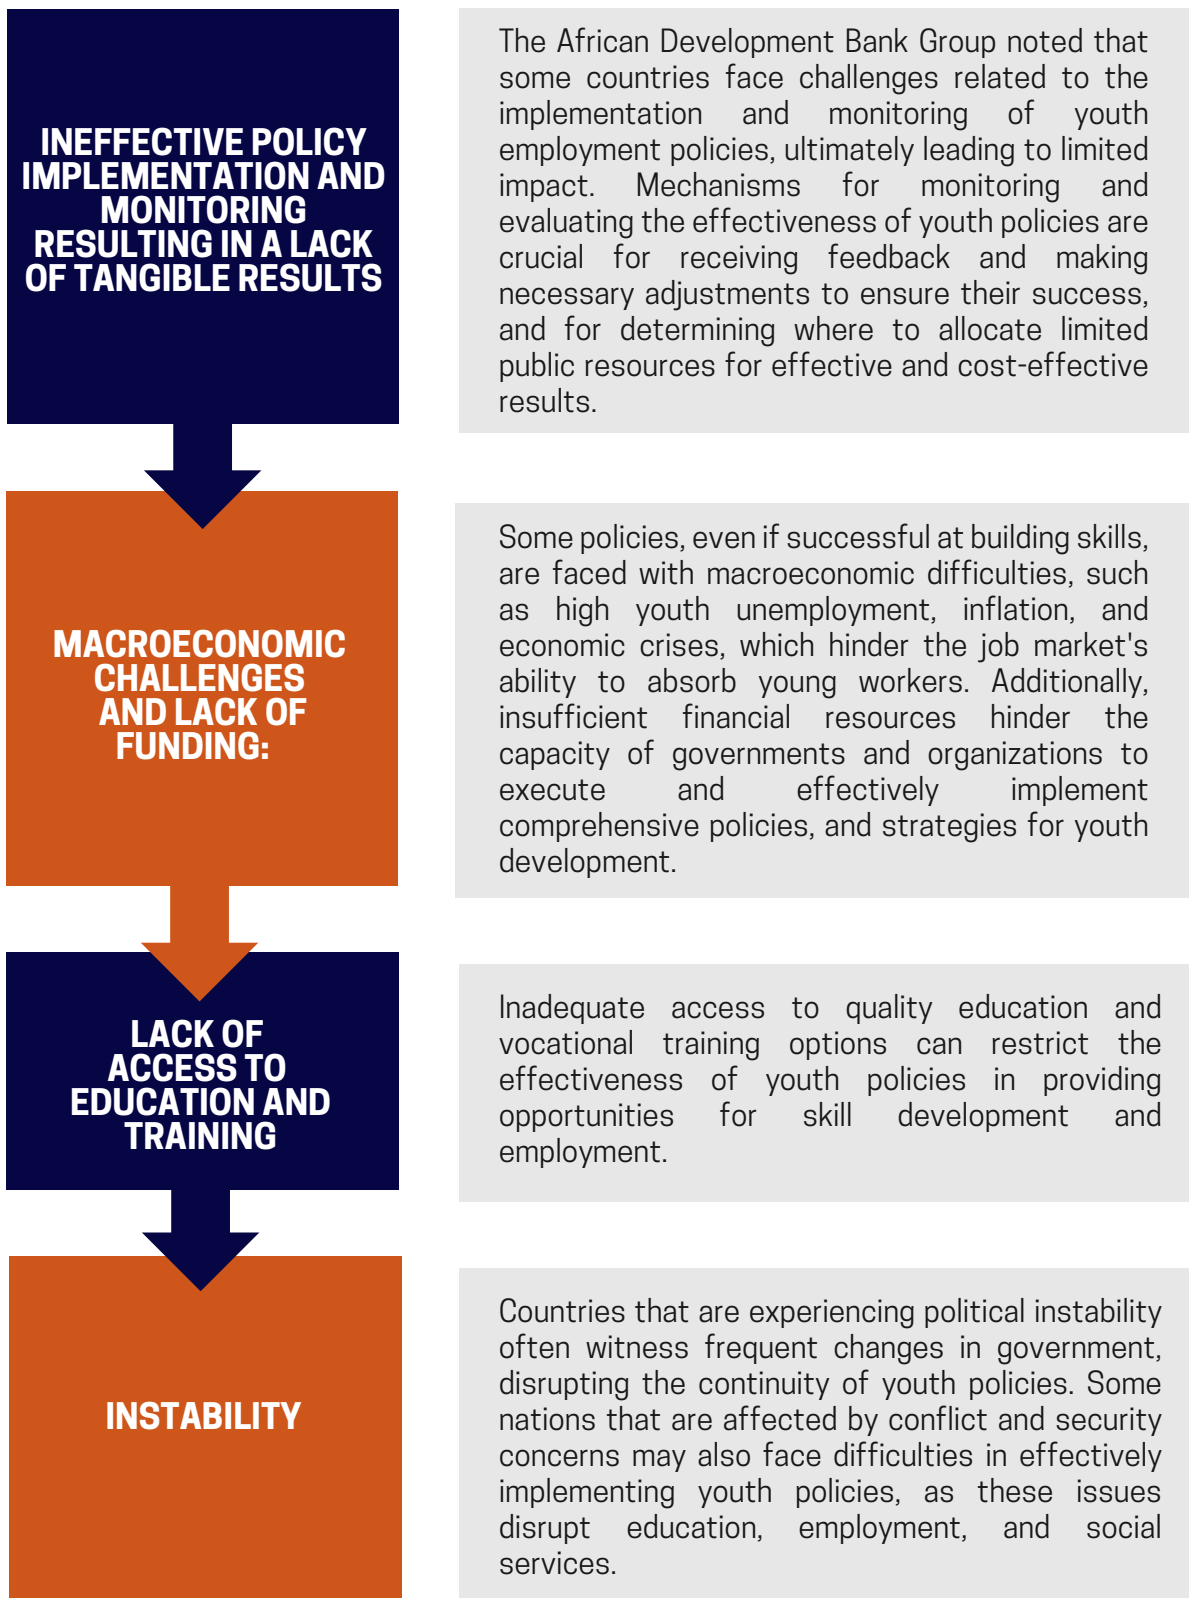 INEFFECTIVE POLICY
IMPLEMENTATION AND
MONITORING
RESULTING IN A LACK
OF TANGIBLE RESULTS
The African Development Bank Group noted that
some countries face challenges related to the
implementation and monitoring of youth
employment policies, ultimately leading to limited
impact. Mechanisms for monitoring and
evaluating the effectiveness of youth policies are
crucial for receiving feedback and making
necessary adjustments to ensure their success,
and for determining where to allocate limited
public resources for effective and cost-effective
results.
MACROECONOMIC
CHALLENGES
AND LACK OF
FUNDING:
Some policies, even if successful at building skills,
are faced with macroeconomic difficulties, such
as high youth unemployment, inflation, and
economic crises, which hinder the job market's
ability to absorb young workers. Additionally,
insufficient financial resources hinder the
capacity of governments and organizations to
execute and effectively implement
comprehensive policies, and strategies for youth
development.
LACK OF
ACCESS TO
EDUCATION AND
TRAINING
Inadequate access to quality education and
vocational training options can restrict the
effectiveness of youth policies in providing
opportunities for skill development and
employment.
INSTABILITY
Countries that are experiencing political instability
often witness frequent changes in government,
disrupting the continuity of youth policies. Some
nations that are affected by conflict and security
concerns may also face difficulties in effectively
implementing youth policies, as these issues
disrupt education, employment, and social
services.